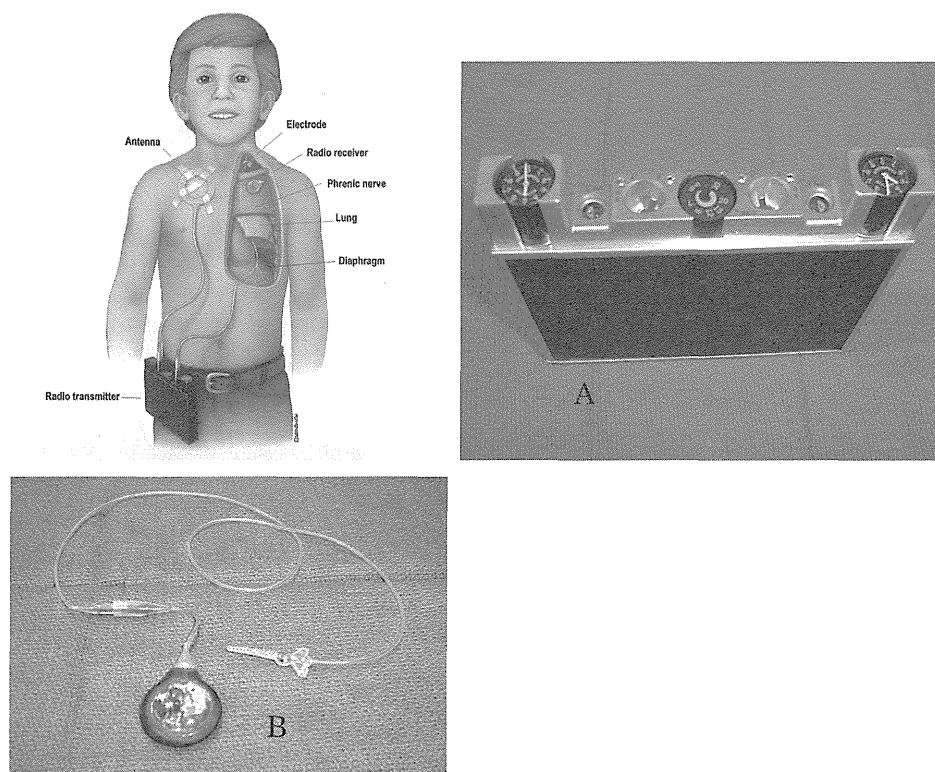 Electrode
Antenna
Radio receiver
Phrenic nerve
Lung
Diaphragm
Radio transmitter
A
B